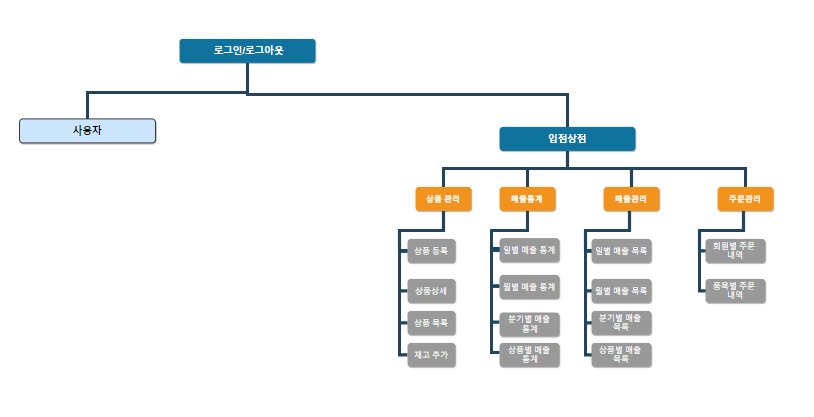 로그인/로그아웃
사용자
입점상점
상품 관리
매출통계
매출관리
주문관리
상품 등록
상품상세
상품 목록
재고 추가
일별 매출 통계
월별 매출 통계
분기별 매출
통계
상품별 매출
통계
일별 매출 목록
월별 매출 목록
분기별 매출
목록
상품별 매출
목록
회원별 주문
내역
품목별 주문
내역